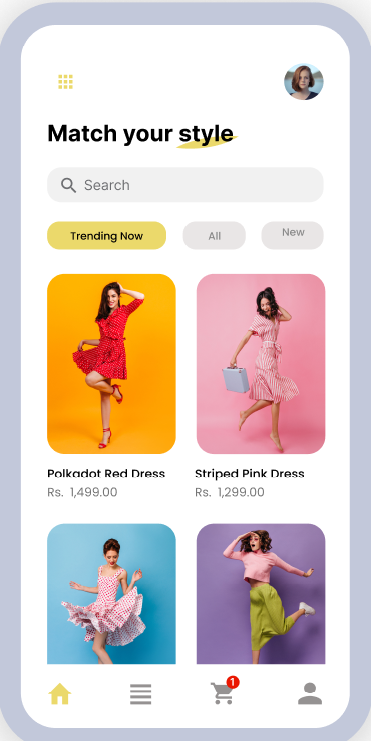 Match your style
Search
Trending Now
All
New
Polkadot Red Dress
Striped Pink Dress
Rs. 1,499.00
Rs. 1,299.00
1